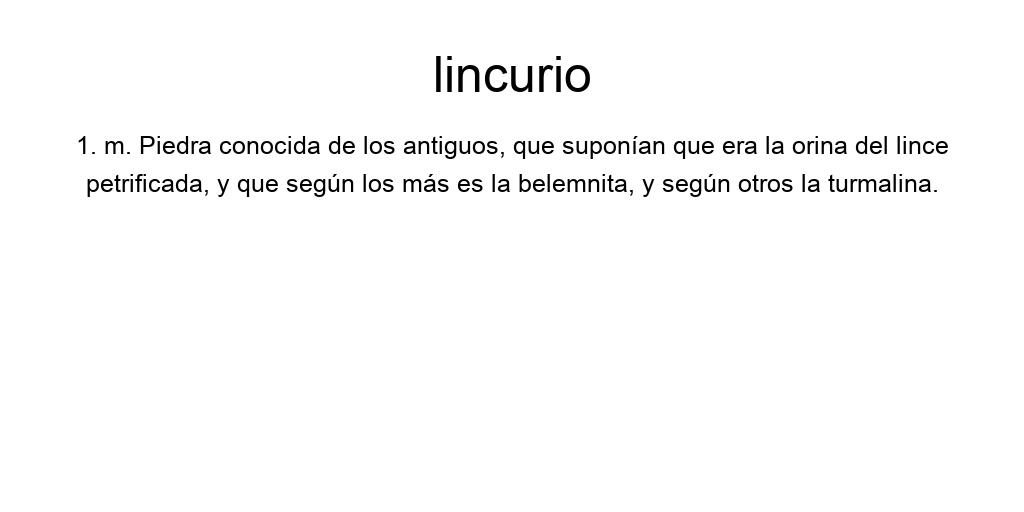 lincurio
1. m. Piedra conocida de los antiguos, que suponían que era la orina del lince
petrificada, y que según los más es la belemnita, y según otros la turmalina.